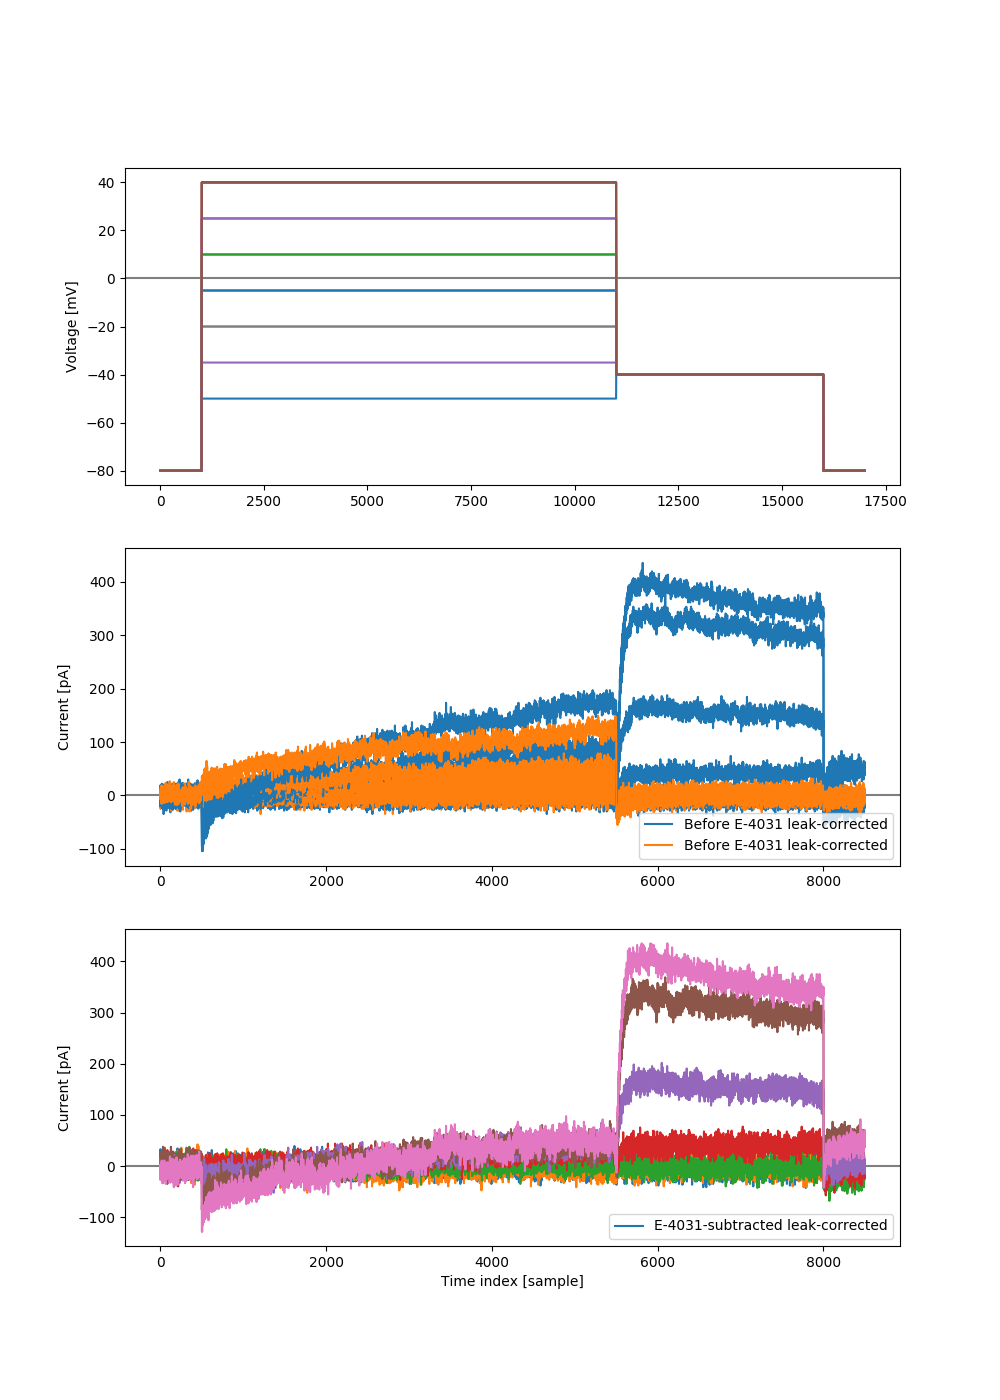 40
20
0
−20
−40
−60
−80
Voltage [mV]
0 2500 5000 7500 10000 12500 15000 17500
400
300
200
100
0
−100
Current [pA]
Before E-4031 leak-corrected
Before E-4031 leak-corrected
0 2000 4000 6000 8000
400
300
200
100
0
−100
Current [pA]
E-4031-subtracted leak-corrected
0 2000 4000 6000 8000
Time index [sample]